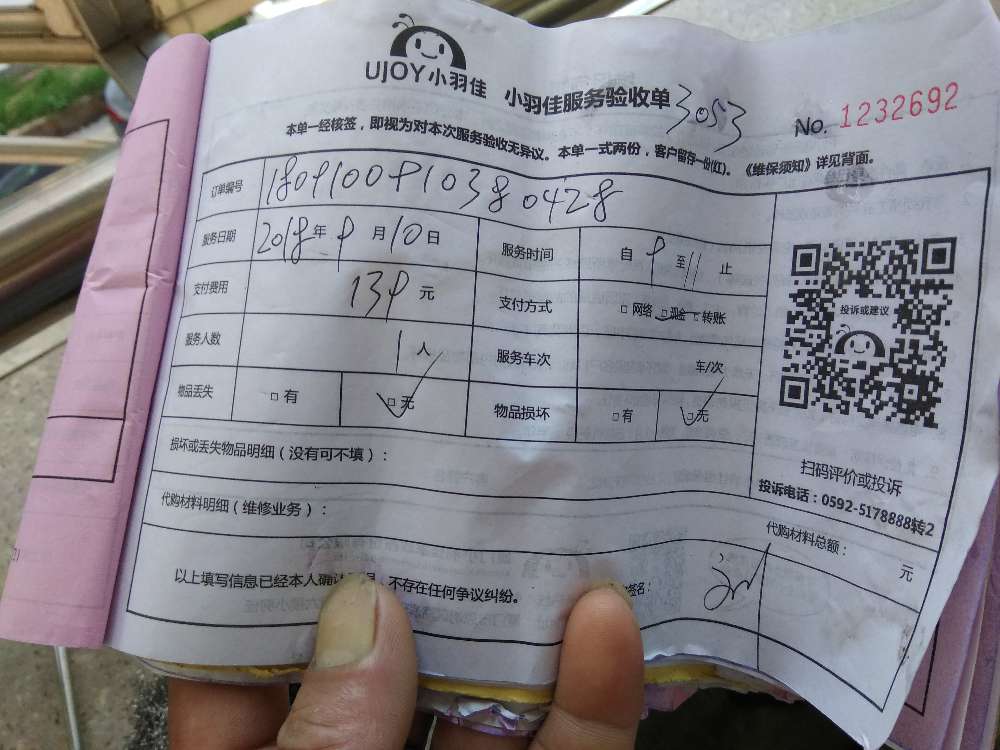 UJOY小羽佳 小羽佳服务验收单 3053
No. 1232692
本单一经核签，即视为对本次服务验收无异议。本单一式两份，客户留存一份(红)。《维保须知》详见背面。
订单编号 180910091038 0428
服务日期 2018年9月10日 服务时间 自9至11止
支付费用 139元 支付方式 □网络 □现金 □转账
服务人数 1人 服务车次 车/次
物品丢失 □有 □无 物品损坏 □有 □无
投诉或建议
扫码评价或投诉
投诉电话：0592-5178888转2
损坏或丢失物品明细（没有可不填）：
代购材料明细（维修业务）：
代购材料总额：
元
以上填写信息已经本人确认 ，不存在任何争议纠纷。
签名：